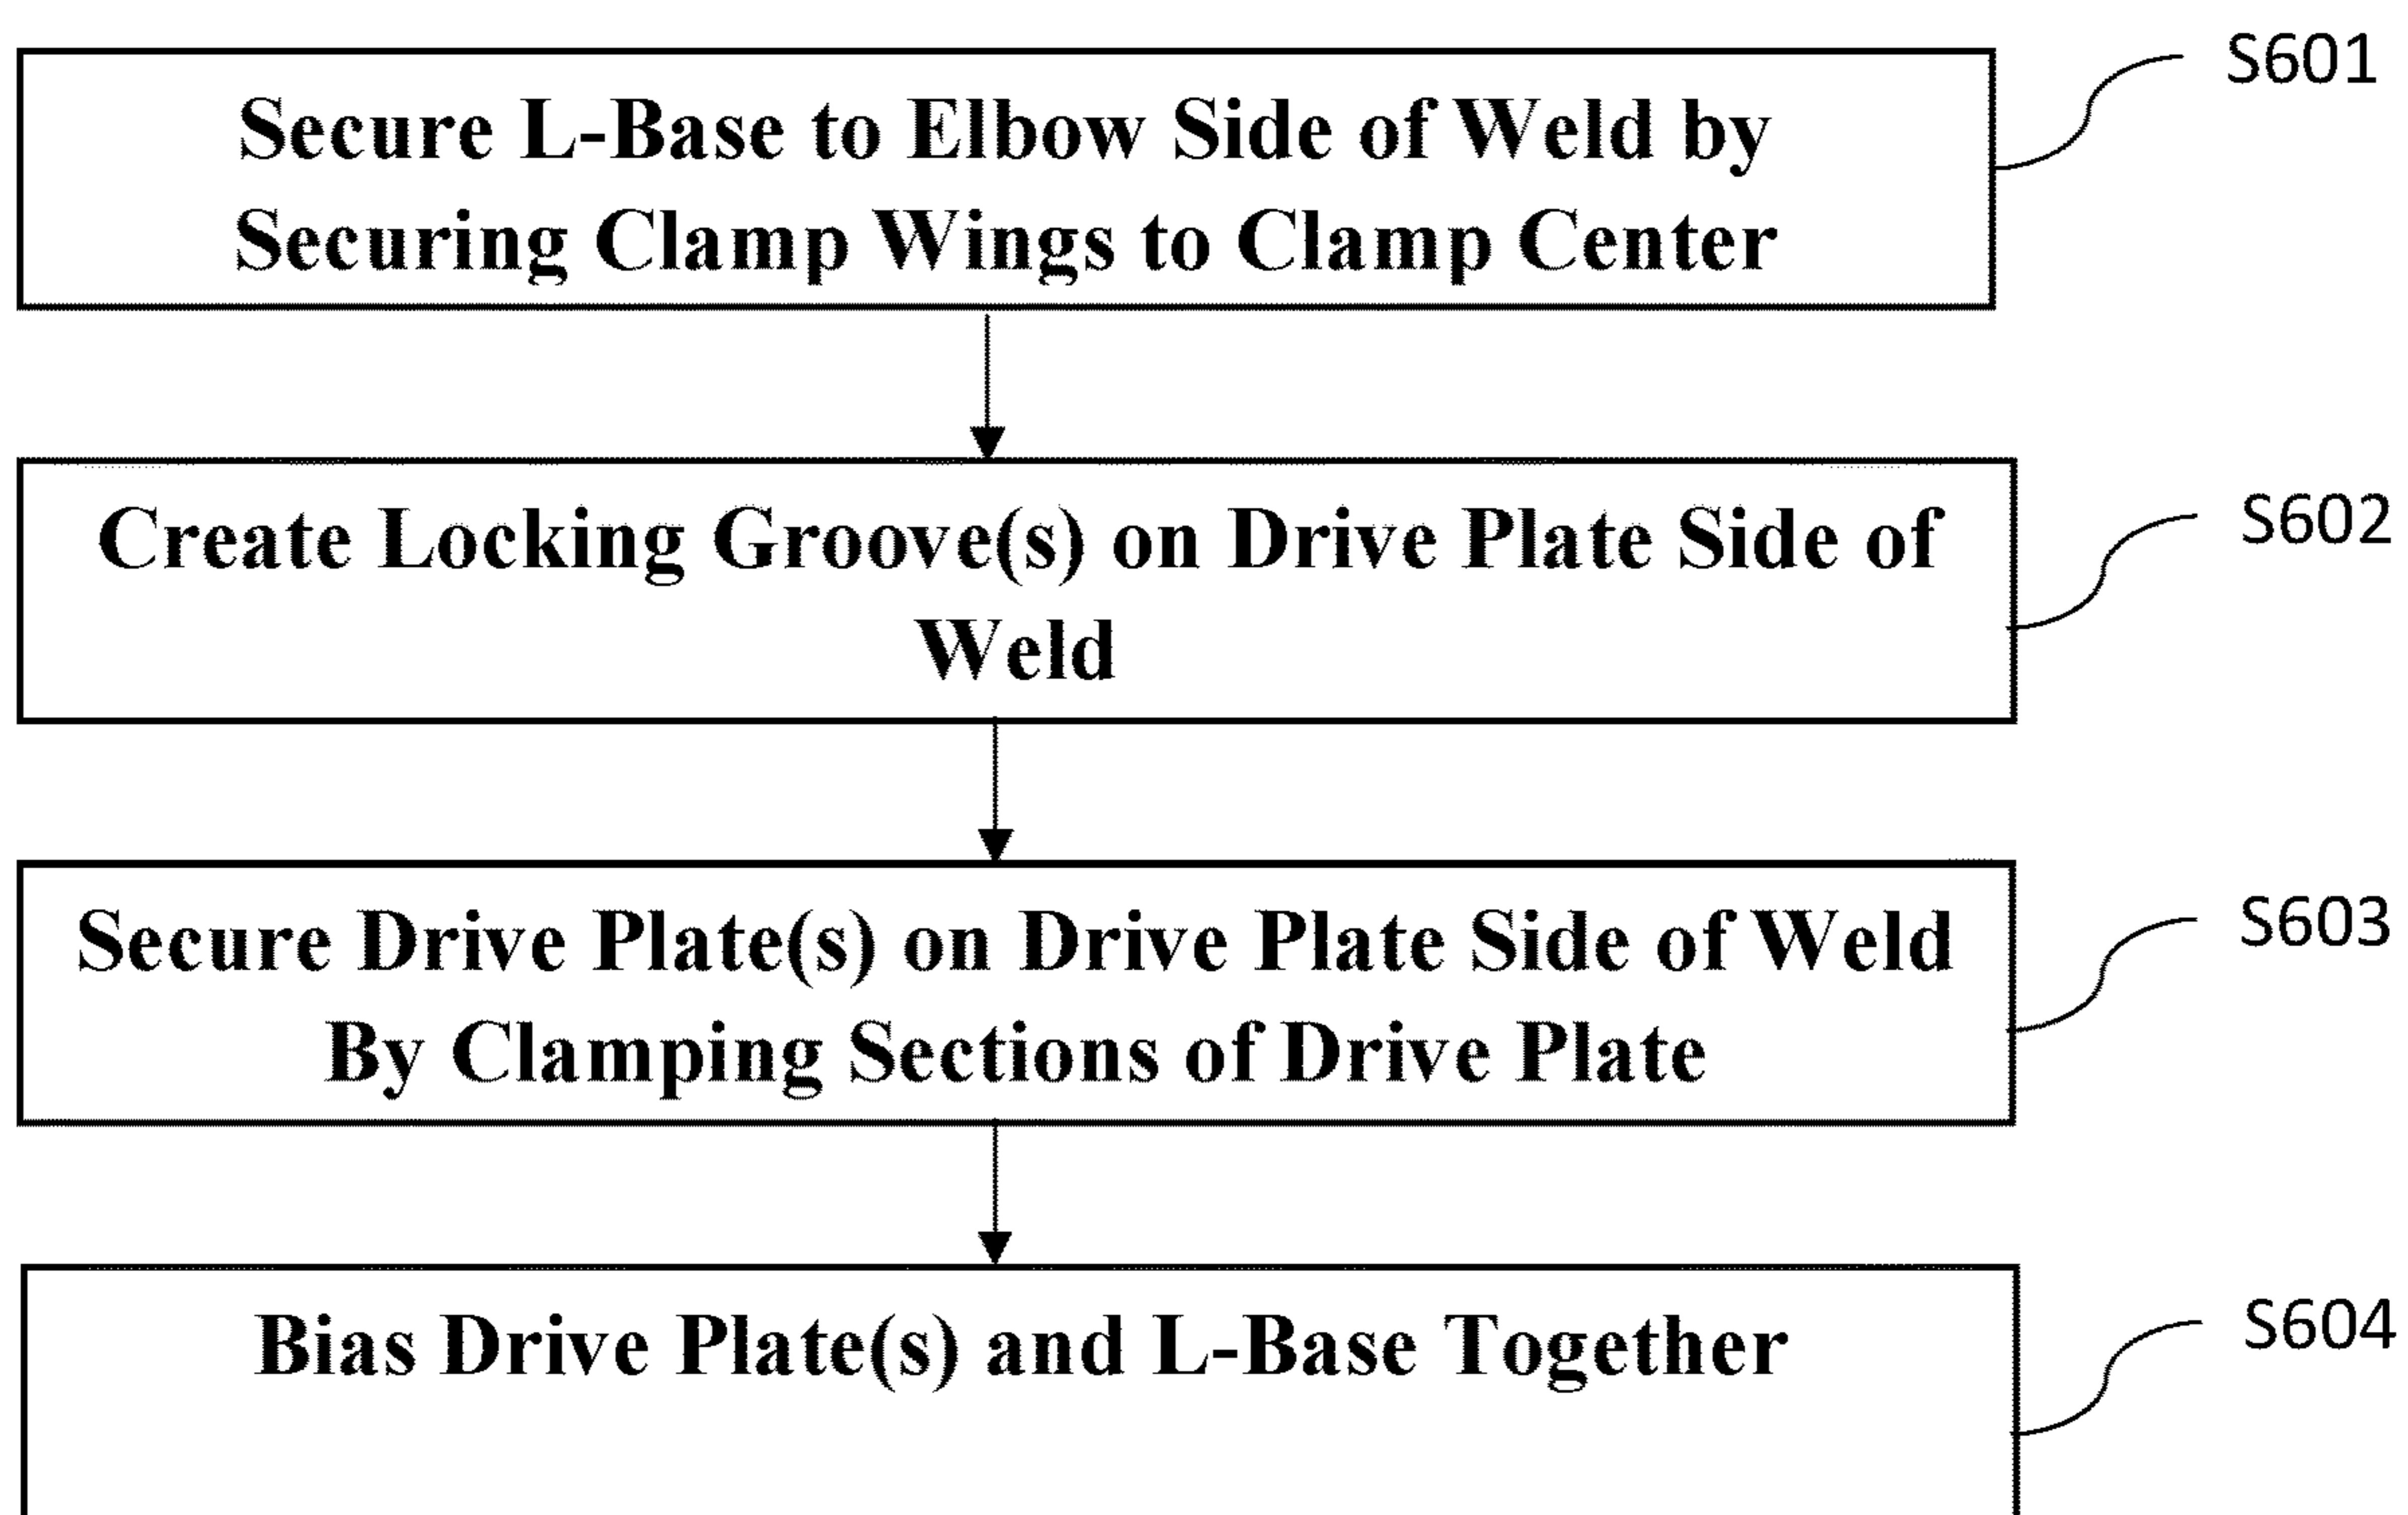 S601
Secure L-Base to Elbow Side of Weld by
Securing Clamp Wings to Clamp Center
S602
Create Locking Groove(s) on Drive Plate Side of
Weld
S603
Secure Drive Plate(s) on Drive Plate Side of Weld
By Clamping Sections of Drive Plate
S604
Bias Drive Plate(s) and L-Base Together